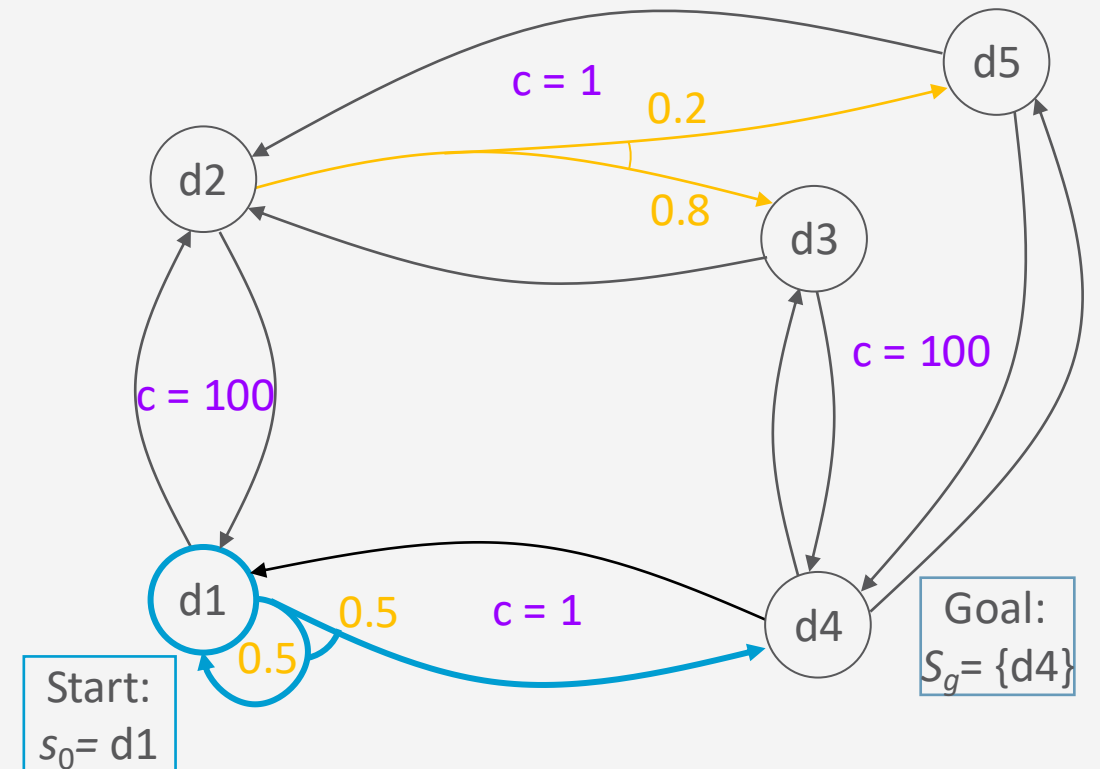 d5
c = 1
0.2
d2
0.8
d3
c = 100
c = 100
d1
0.5
c = 1
0.5
d4
Goal:
Sg= {d4}
Start:
s0= d1